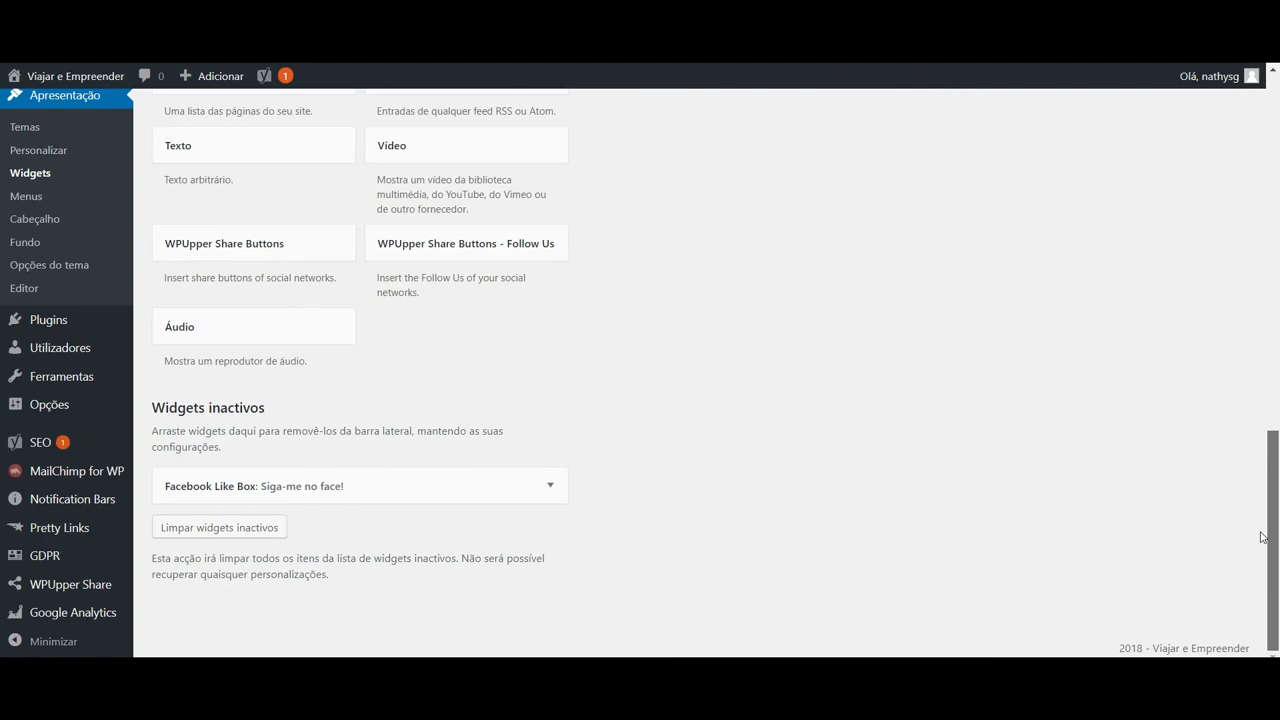 Viajar e Empreender
0
Adicionar
1
Olá, nathysg
Apresentação
Temas
Personalizar
Widgets
Menus
Cabeçalho
Fundo
Opções do tema
Editor
Plugins
Utilizadores
Ferramentas
Opções
SEO 1
MailChimp for WP
Notification Bars
Pretty Links
GDPR
WPUpper Share
Google Analytics
Minimizar
Uma lista das páginas do seu site.
Entradas de qualquer feed RSS ou Atom.
Texto
Vídeo
Texto arbitrário.
Mostra um vídeo da biblioteca
multimédia, do YouTube, do Vimeo ou
de outro fornecedor.
WPUpper Share Buttons
WPUpper Share Buttons - Follow Us
Insert share buttons of social networks.
Insert the Follow Us of your social
networks.
Áudio
Mostra um reprodutor de áudio.
Widgets inactivos
Arraste widgets daqui para removê-los da barra lateral, mantendo as suas
configurações.
Facebook Like Box: Siga-me no face!
Limpar widgets inactivos
Esta acção irá limpar todos os itens da lista de widgets inactivos. Não será possível
recuperar quaisquer personalizações.
2018 - Viajar e Empreender